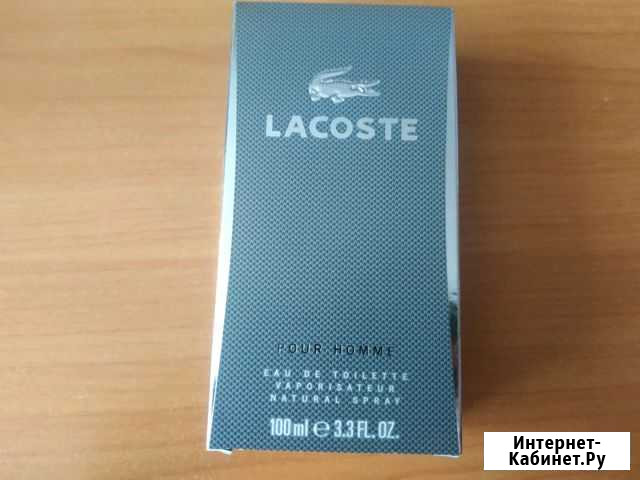 LACOSTE
POUR HOMME
EAU DE TOILETTE
VAPORISATEUR
NATURAL SPRAY
100 ml e 3.3 FL. OZ.
Интернет-
Кабинет.Ру